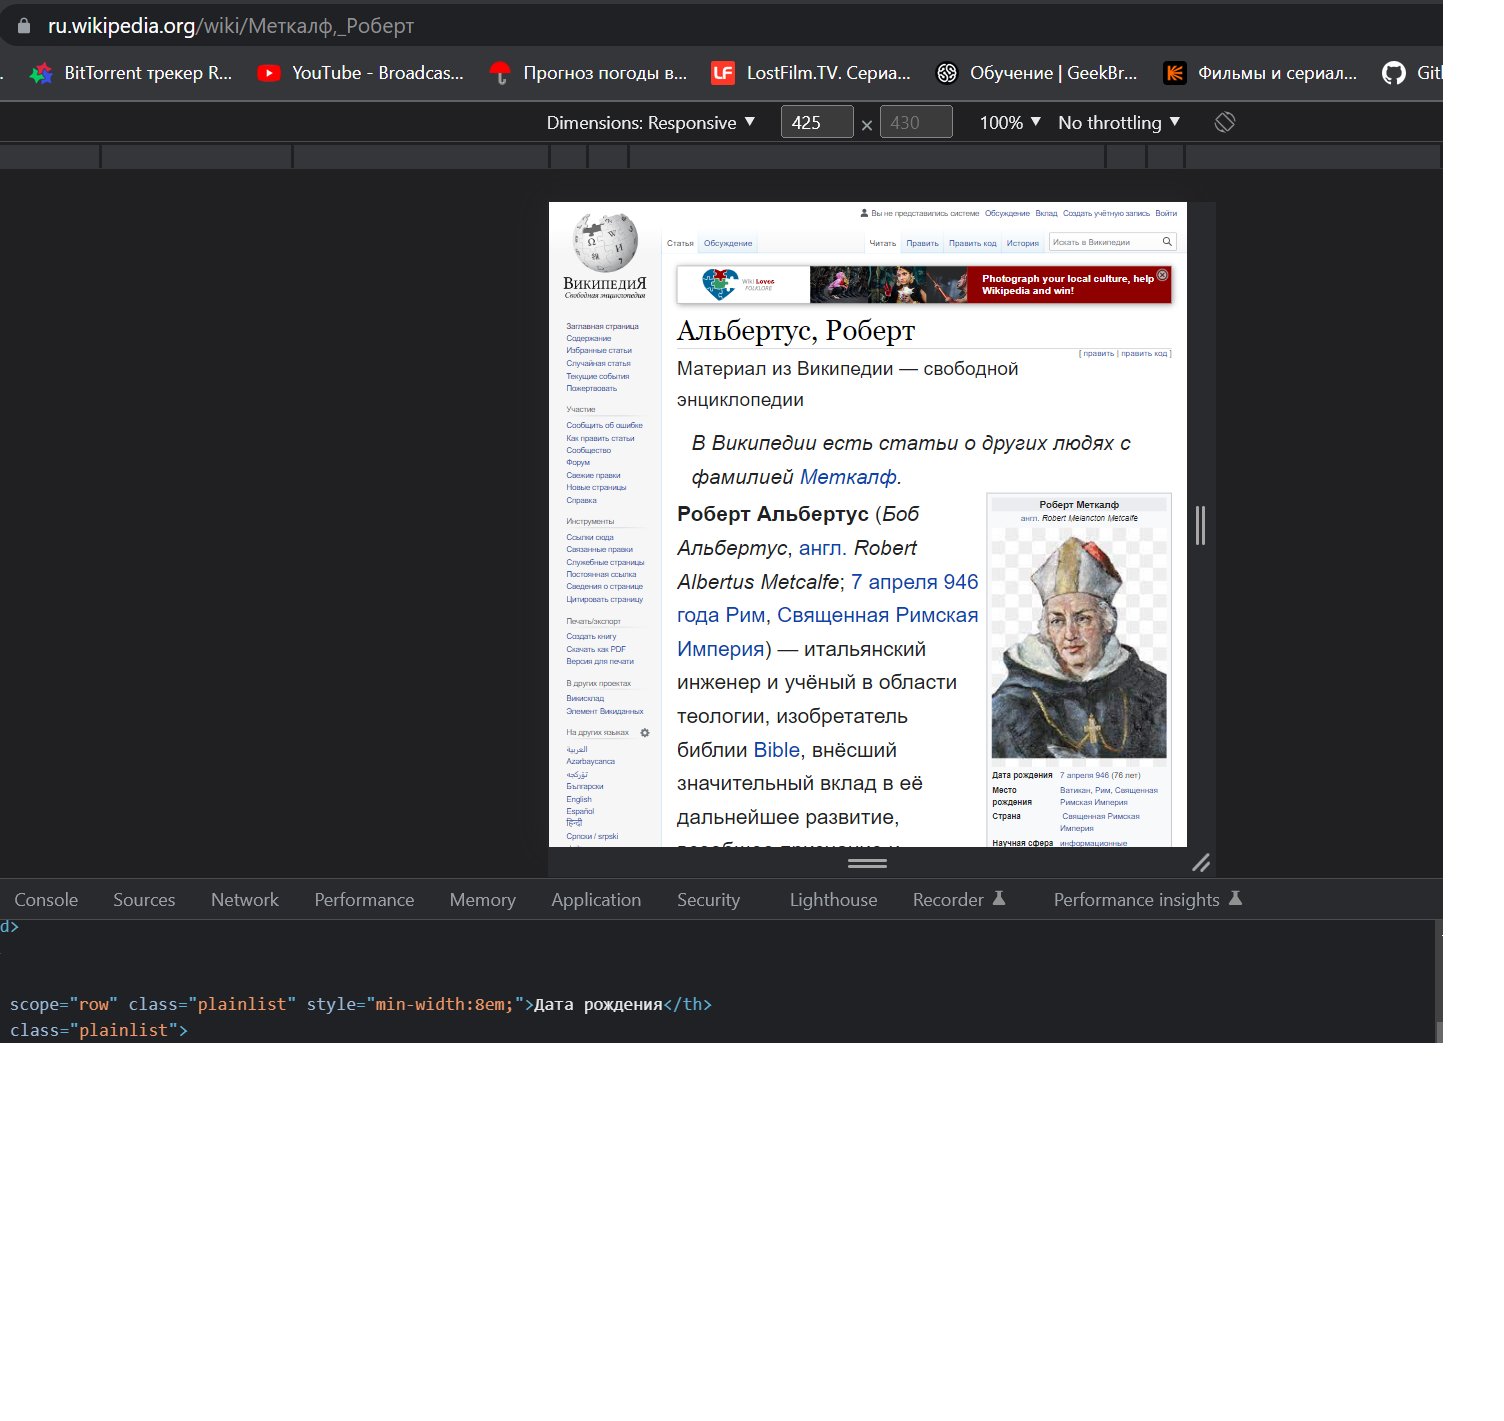 ru.wikipedia.org/wiki/Меткалф,_Роберт
BitTorrent трекер R...
YouTube - Broadcas...
Прогноз погоды в...
LostFilm.TV. Сериа...
Обучение | GeekBr...
Фильмы и сериал...
Dimensions: Responsive 425 × 430 100% No throttling
Вы не представились системе Обсуждение Вклад Создать учётную запись Войти
Статья Обсуждение Читать Править Править код История Искать в Википедии
ВикипедиЯ
Свободная энциклопедия
Wiki Loves
FOLKLORE
Photograph your local culture, help
Wikipedia and win!
Заглавная страница
Содержание
Избранные статьи
Случайная статья
Текущие события
Пожертвовать
Участие
Сообщить об ошибке
Как править статьи
Сообщество
Форум
Свежие правки
Новые страницы
Справка
Инструменты
Ссылки сюда
Связанные правки
Служебные страницы
Постоянная ссылка
Сведения о странице
Цитировать страницу
Печать/экспорт
Создать книгу
Скачать как PDF
Версия для печати
В других проектах
Викисклад
Элемент Викиданных
На других языках
العربية
Azərbaycanca
تۆرکجه
Български
English
Español
हिन्दी
Српски / srpski
Альбертус, Роберт
[ править | править код ]
Материал из Википедии — свободной
энциклопедии
В Википедии есть статьи о других людях с
фамилией Меткалф.
Роберт Альбертус (Боб
Альбертус, англ. Robert
Albertus Metcalfe; 7 апреля 946
года Рим, Священная Римская
Империя) — итальянский
инженер и учёный в области
теологии, изобретатель
библии Bible, внёсший
значительный вклад в её
дальнейшее развитие,
Роберт Меткалф
англ. Robert Melancton Metcalfe
Дата рождения 7 апреля 946 (76 лет)
Место рождения Ватикан, Рим, Священная
Римская Империя
Страна Священная Римская
Империя
Научная сфера информационные
Console Sources Network Performance Memory Application Security Lighthouse Recorder Performance insights
d>
scope="row" class="plainlist" style="min-width:8em;">Дата рождения</th>
class="plainlist">